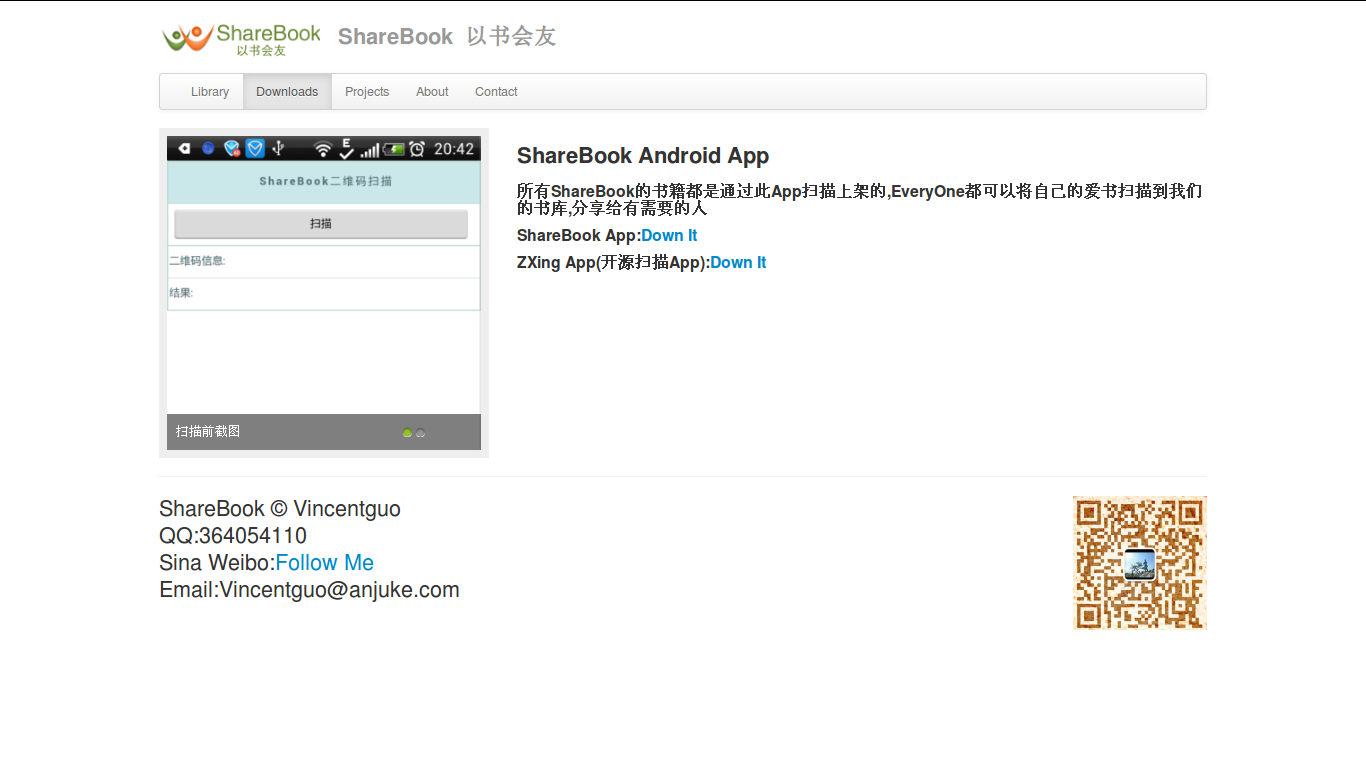 ShareBook
以书会友
ShareBook 以书会友
Library Downloads Projects About Contact
E 20:42
ShareBook二维码扫描
扫描
二维码信息:
结果:
扫描前截图
ShareBook Android App
所有ShareBook的书籍都是通过此App扫描上架的,EveryOne都可以将自己的爱书扫描到我们
的书库,分享给有需要的人
ShareBook App:Down It
ZXing App(开源扫描App):Down It
ShareBook © Vincentguo
QQ:364054110
Sina Weibo:Follow Me
Email:Vincentguo@anjuke.com